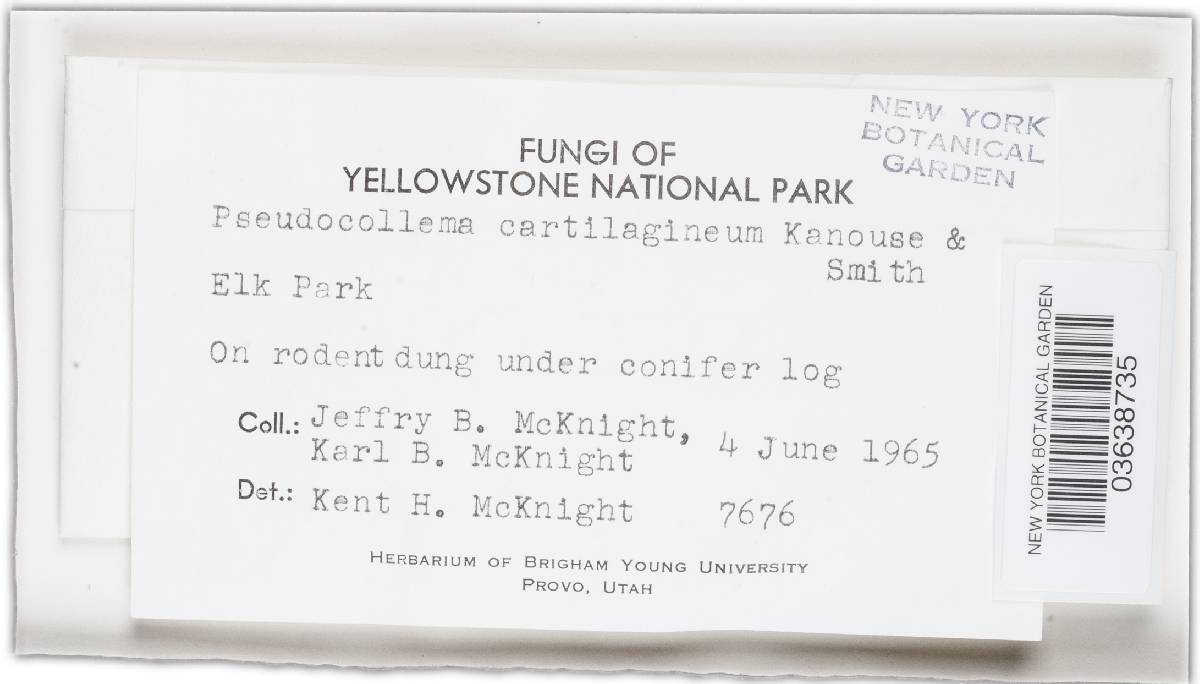 NEW YORK
BOTANICAL
GARDEN
FUNGI OF
YELLOWSTONE NATIONAL PARK
Pseudocollema cartilagineum Kanouse &
Smith
Elk Park
On rodent dung under conifer log
Coll.: Jeffry B. McKnight,
Karl B. McKnight 4 June 1965
Det.: Kent H. McKnight 7676
HERBARIUM OF BRIGHAM YOUNG UNIVERSITY
PROVO, UTAH
NEW YORK BOTANICAL GARDEN
03638735